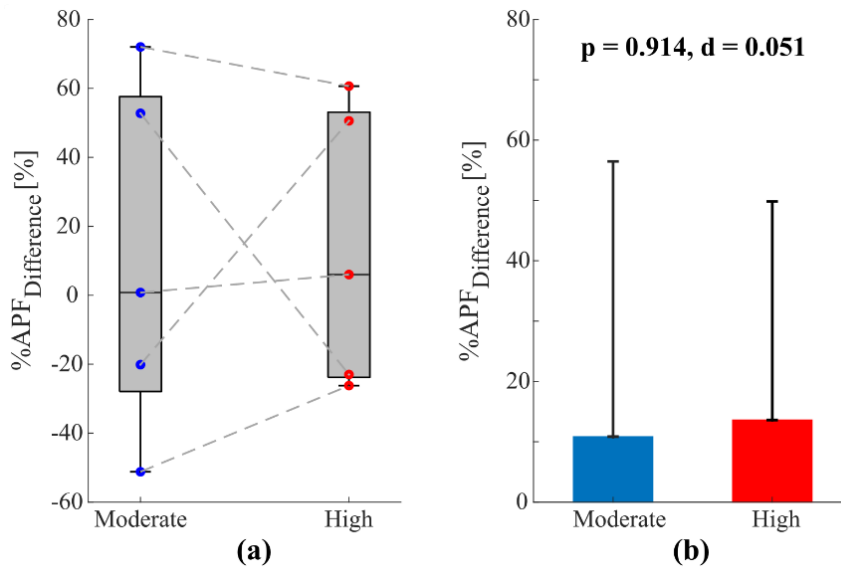 80
60
40
20
0
-20
-40
-60
%APF_Difference [%]
Moderate High
(a)
p = 0.914, d = 0.051
80
60
40
20
0
%APF_Difference [%]
Moderate High
(b)